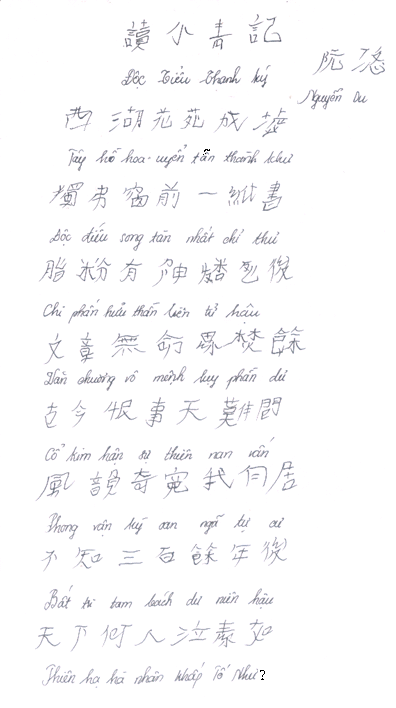 讀小青記
阮
Độc Tiểu Thanh ký
Nguyễn Du
西湖花苑成墟
Tây hồ hoa uyển tẫn thành khư
獨弔窗前一紙書
Độc điếu song nhất chỉ thư
脂粉有神憐死後
Chi phấn hữu thần liên tử hậu
文章無命累焚餘
Văn chương vô mệnh luỵ phần dư
古今恨事天難問
Cổ kim hận sự thiên nan vấn
風韻奇冤我自居
Phong vận kỳ oan ngã tự cư
不知三百餘年後
Bất tri tam bách dư niên hậu
天下何人泣素如
Thiên hạ hà nhân khấp Tố Như?